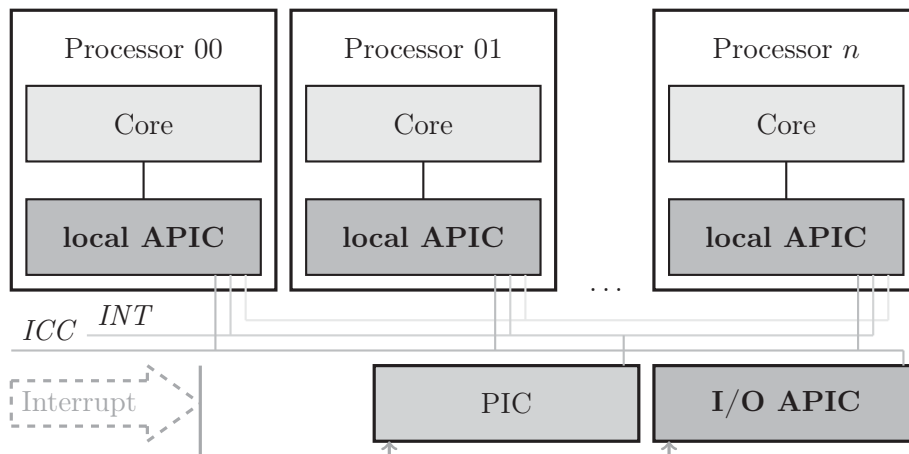 Processor 00 Processor 01 Processor n
Core Core Core
local APIC local APIC local APIC
...
INT
ICC
Interrupt PIC I/O APIC